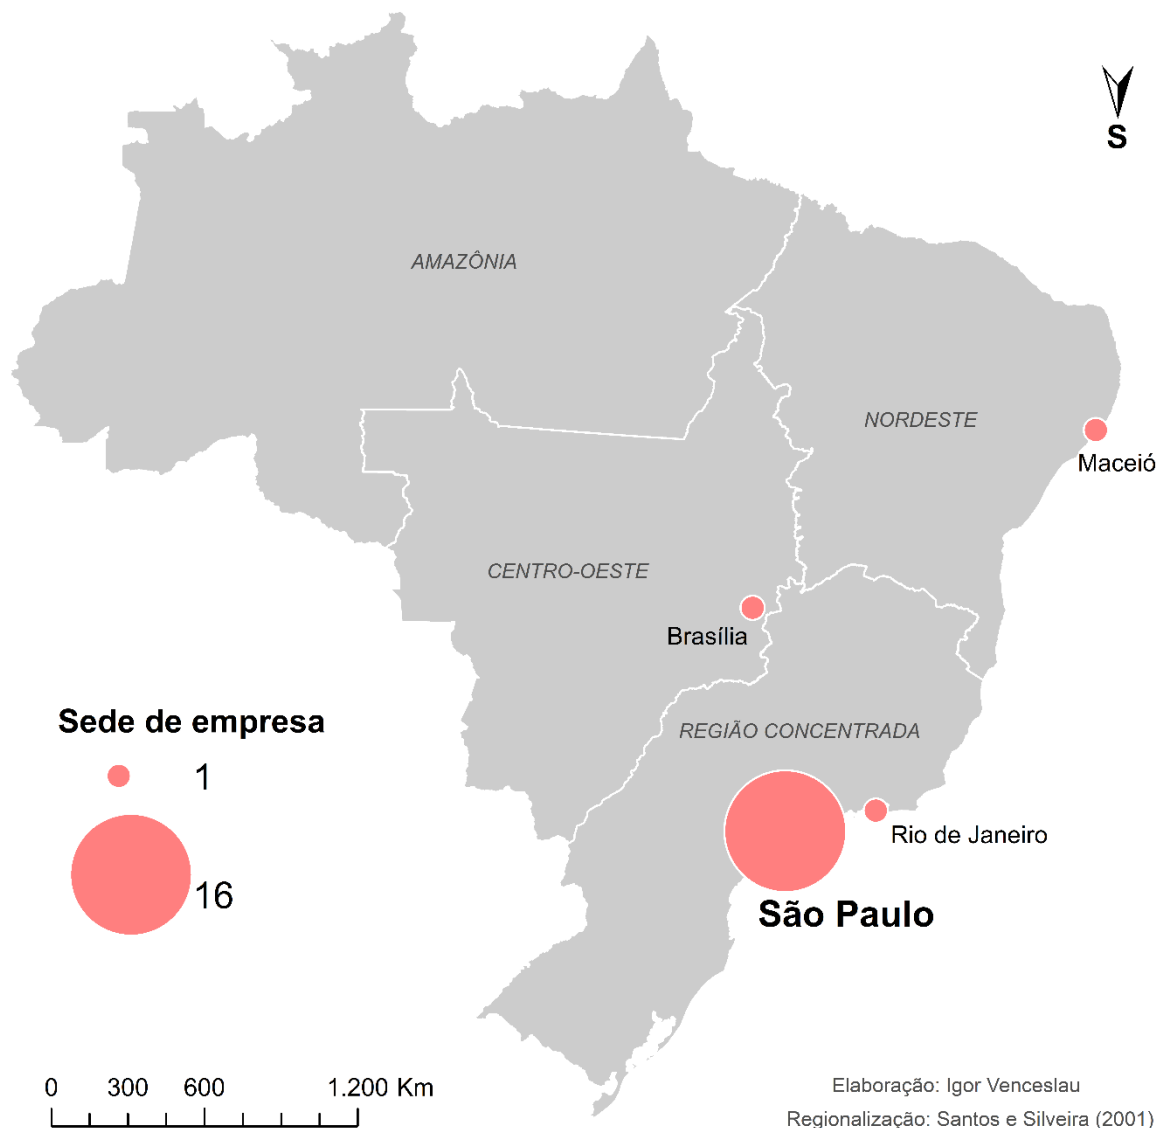 S
AMAZÔNIA
NORDESTE
Maceió
CENTRO-OESTE
Brasília
Sede de empresa
1
16
REGIÃO CONCENTRADA
Rio de Janeiro
São Paulo
0 300 600 1.200 Km
Elaboração: Igor Venceslau
Regionalização: Santos e Silveira (2001)